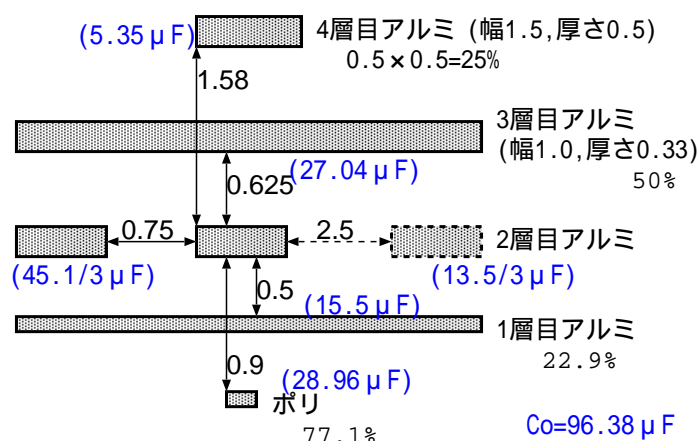 (5.35μF)
4層目アルミ (幅1.5,厚さ0.5)
0.5×0.5=25%
1.58
3層目アルミ
(幅1.0,厚さ0.33)
50%
(27.04μF)
0.625
0.75
2.5
2層目アルミ
(45.1/3μF)
(13.5/3μF)
0.5
(15.5μF)
1層目アルミ
22.9%
0.9
(28.96μF)
ポリ
77.1%
Co=96.38μF